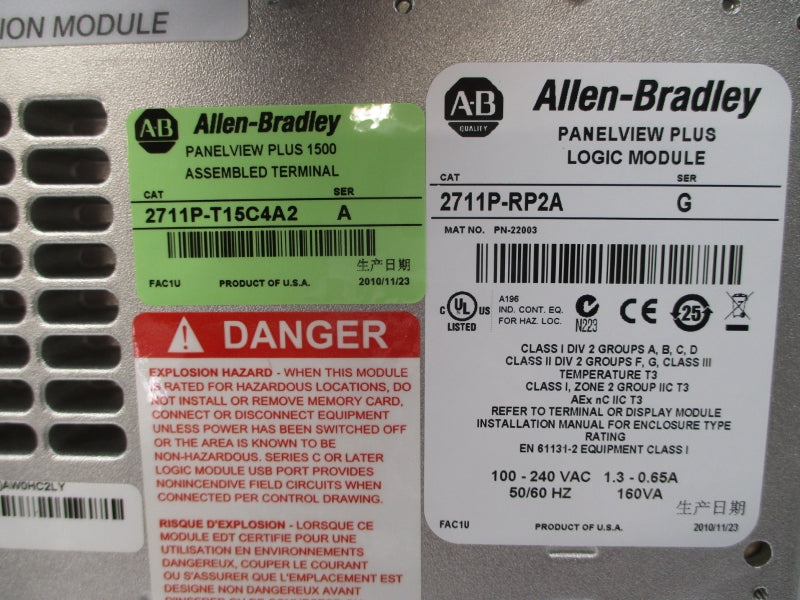 ION MODULE
A-B
Allen-Bradley
PANELVIEW PLUS 1500
ASSEMBLED TERMINAL
CAT SER
2711P-T15C4A2 A
生产日期
FAC1U PRODUCT OF U.S.A. 2010/11/23
DANGER
EXPLOSION HAZARD - WHEN THIS MODULE
IS RATED FOR HAZARDOUS LOCATIONS, DO
NOT INSTALL OR REMOVE MEMORY CARD,
CONNECT OR DISCONNECT EQUIPMENT
UNLESS POWER HAS BEEN SWITCHED OFF
OR THE AREA IS KNOWN TO BE
NON-HAZARDOUS. SERIES C OR LATER
LOGIC MODULE USB PORT PROVIDES
NONINCENDIVE FIELD CIRCUITS WHEN
CONNECTED PER CONTROL DRAWING.
RISQUE D'EXPLOSION - LORSQUE CE
MODULE EDT CERTIFIE POUR UNE
UTILISATION EN ENVIRONNEMENTS
DANGEREUX, COUPER LE COURANT
OU S'ASSURER QUE L'EMPLACEMENT EST
DESIGNE NON DANGEREUX AVANT
A-B
QUALITY
Allen-Bradley
PANELVIEW PLUS
LOGIC MODULE
CAT SER
2711P-RP2A G
MAT NO. PN-22003
C UL US
LISTED
A196
IND. CONT. EQ.
FOR HAZ. LOC.
N223
CE
25
CLASS I DIV 2 GROUPS A, B, C, D
CLASS II DIV 2 GROUPS F, G, CLASS III
TEMPERATURE T3
CLASS I, ZONE 2 GROUP IIC T3
AEx nC IIC T3
REFER TO TERMINAL OR DISPLAY MODULE
INSTALLATION MANUAL FOR ENCLOSURE TYPE
RATING
EN 61131-2 EQUIPMENT CLASS I
100 - 240 VAC 1.3 - 0.65A
50/60 HZ 160VA
生产日期
FAC1U PRODUCT OF U.S.A. 2010/11/23
AW0HC2LY